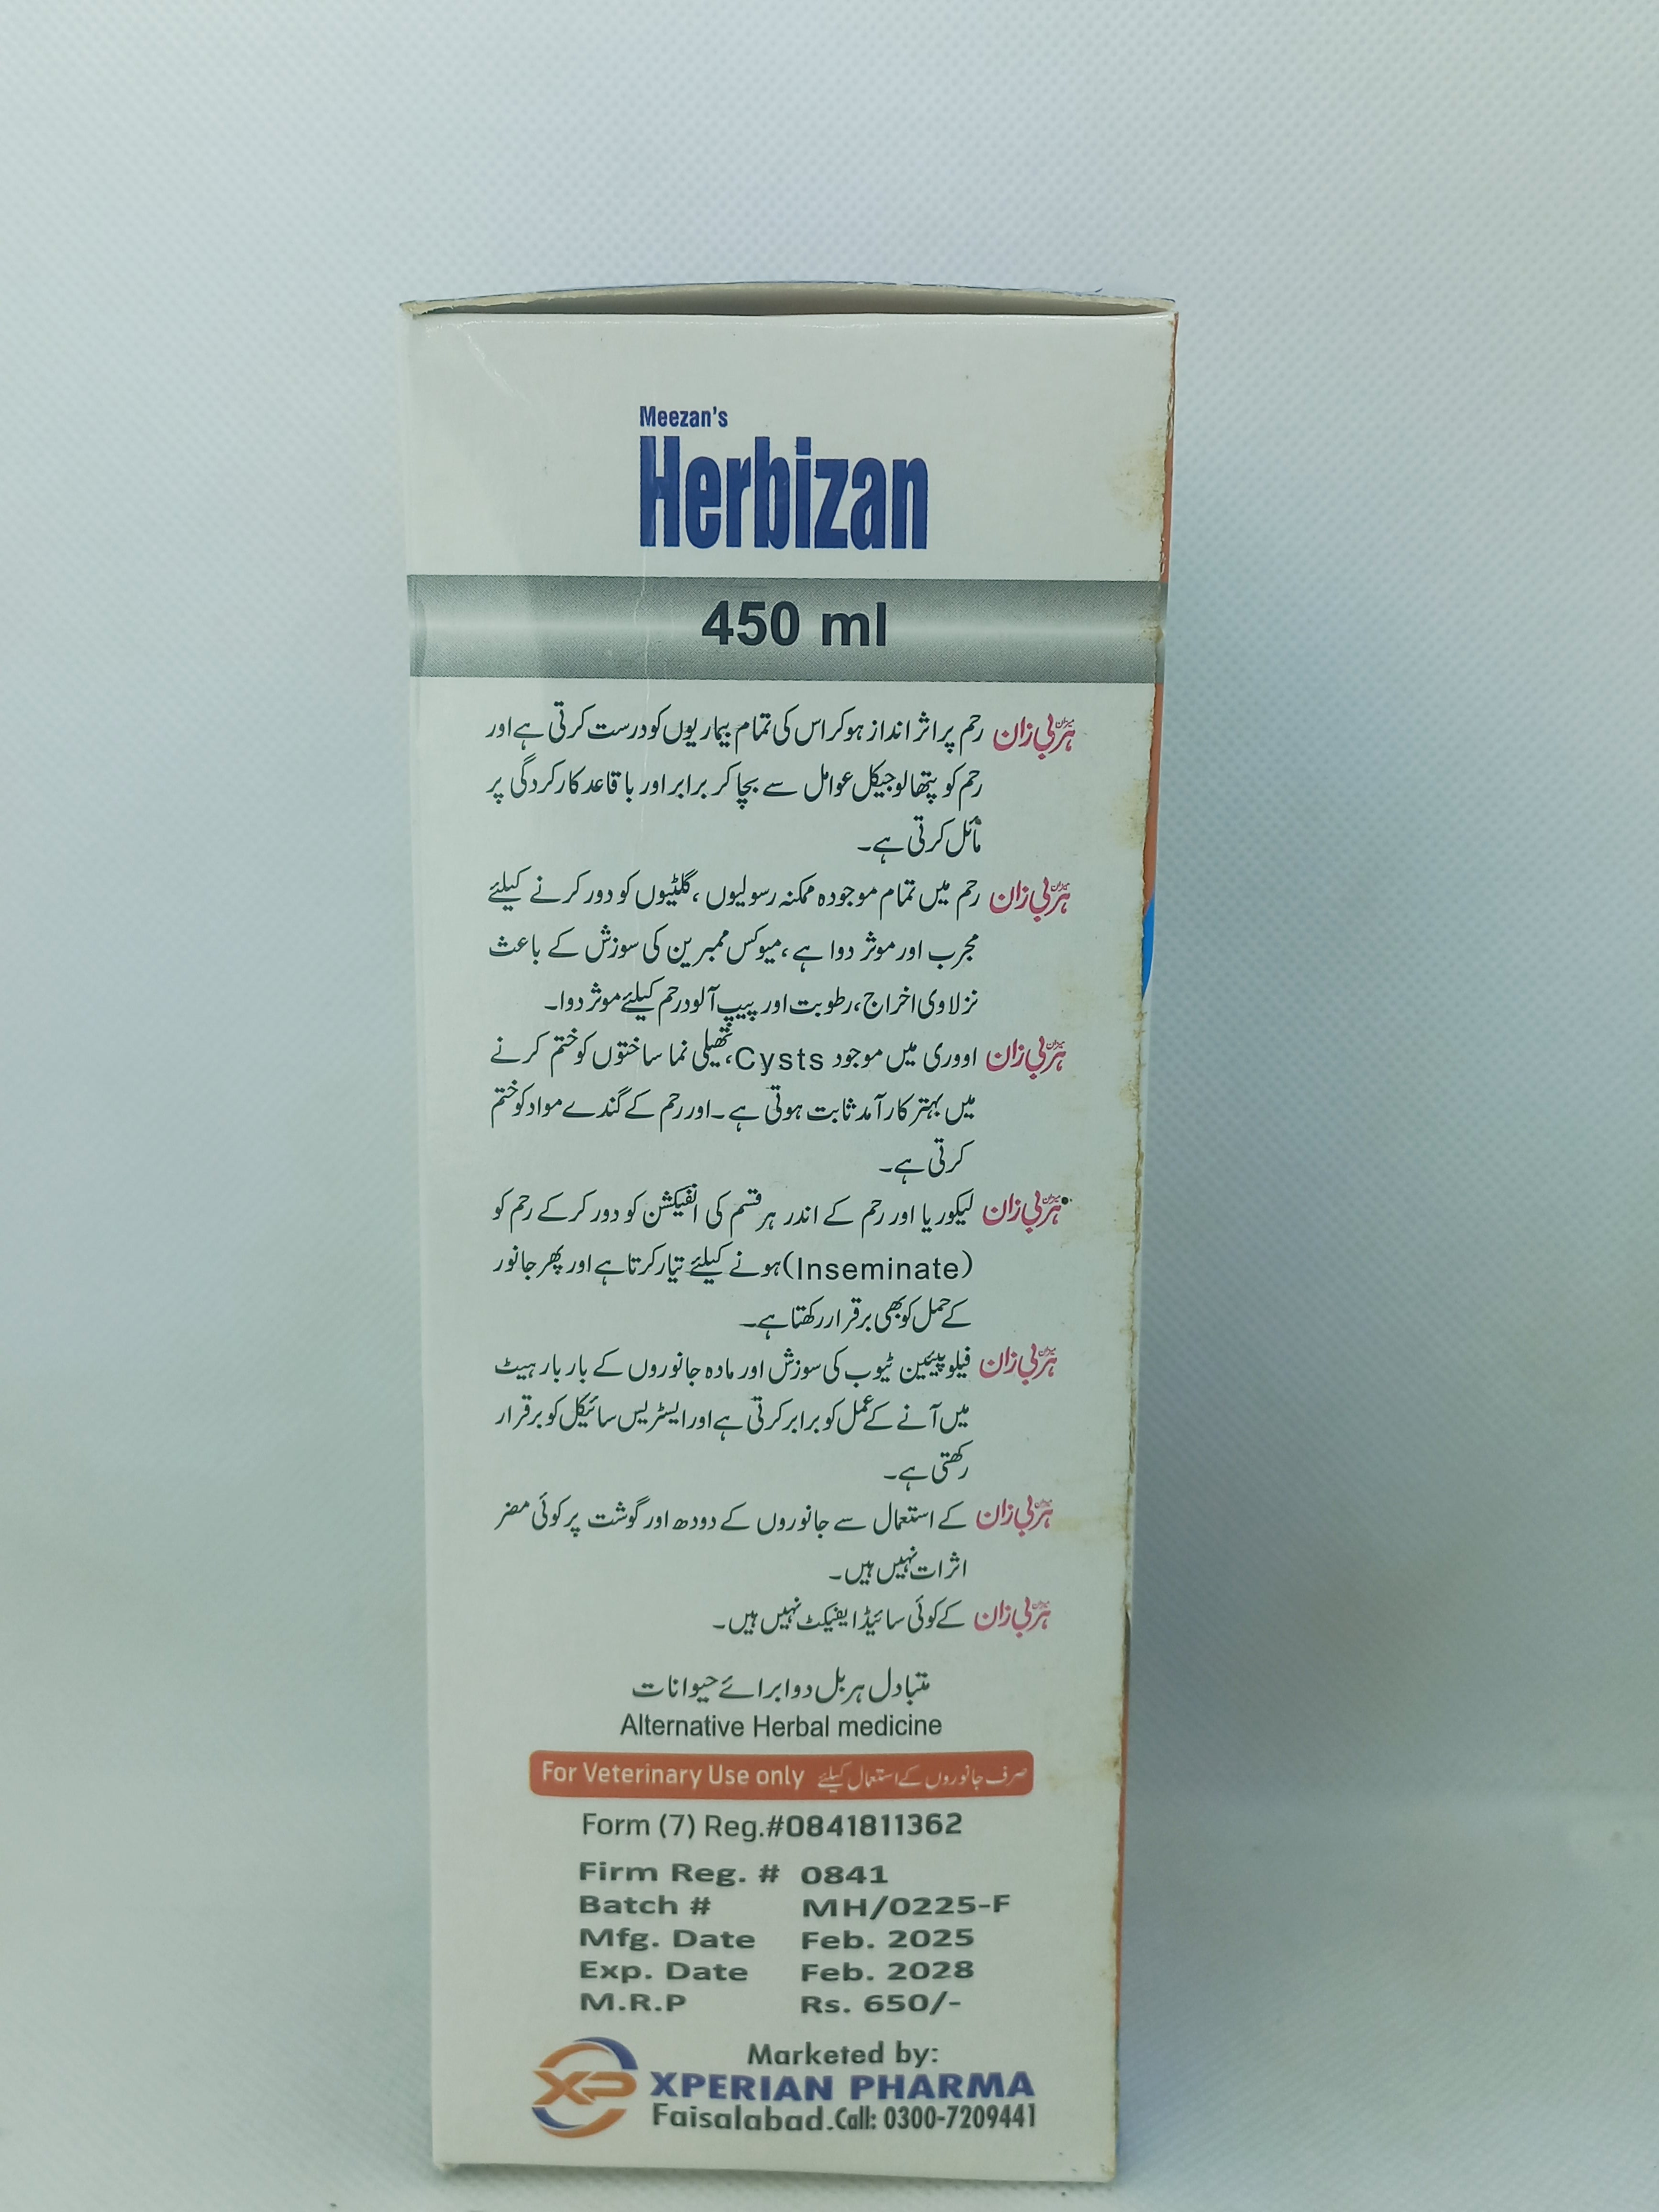 Meezan's
Herbizan
450 ml
میزان ہربی زان رحم پر اثر انداز ہو کر اس کی تمام بیماریوں کو درست کرتی ہے اور
رحم کو پتھالوجیکل عوامل سے بچا کر برابر اور باقاعد کارکردگی پر
مائل کرتی ہے۔
میزان ہربی زان رحم میں تمام موجودہ ممکنہ رسولیوں ، گلٹیوں کو دور کرنے کیلئے
مجرب اور موثر دوا ہے ، میوکس ممبرین کی سوزش کے باعث
نزلاوی اخراج ، رطوبت اور پیپ آلود رحم کیلئے موثر دوا۔
میزان ہربی زان اووری میں موجود Cysts، تھیلی نما ساختوں کو ختم کرنے
میں بہتر کارآمد ثابت ہوتی ہے ۔ اور رحم کے گندے مواد کو ختم
کرتی ہے۔
میزان ہربی زان لیکوریا اور رحم کے اندر ہر قسم کی انفیکشن کو دور کر کے رحم کو
(Inseminate) ہونے کیلئے تیار کرتا ہے اور پھر جانور
کے حمل کو بھی برقرار رکھتا ہے۔
میزان ہربی زان فیلوپیئین ٹیوب کی سوزش اور مادہ جانوروں کے بار بار ہیٹ
میں آنے کے عمل کو برابر کرتی ہے اور ایسٹریس سائیکل کو برقرار
رکھتی ہے۔
میزان ہربی زان کے استعمال سے جانوروں کے دودھ اور گوشت پر کوئی مضر
اثرات نہیں ہیں۔
میزان ہربی زان کے کوئی سائیڈ ایفیکٹ نہیں ہیں۔
متبادل ہربل دوا برائے حیوانات
Alternative Herbal medicine
For Veterinary Use only صرف جانوروں کے استعمال کیلئے
Form (7) Reg.#0841811362
Firm Reg. # 0841
Batch # MH/0225-F
Mfg. Date Feb. 2025
Exp. Date Feb. 2028
M.R.P Rs. 650/-
Marketed by:
XP XPERIAN PHARMA
Faisalabad.Call: 0300-7209441